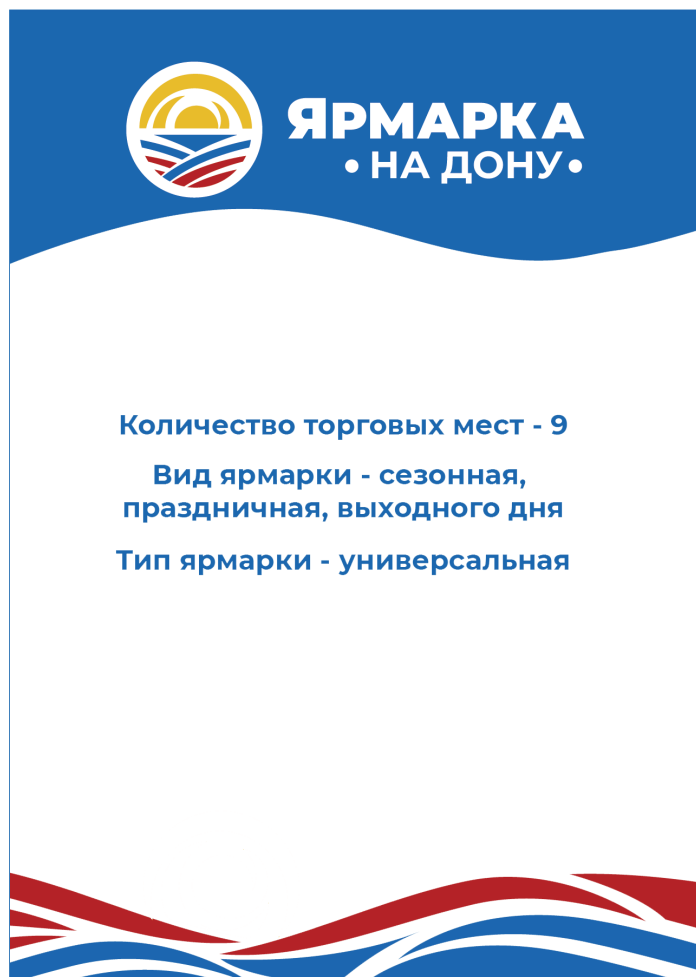 ЯРМАРКА
• НА ДОНУ •
Количество торговых мест - 9
Вид ярмарки - сезонная,
праздничная, выходного дня
Тип ярмарки - универсальная